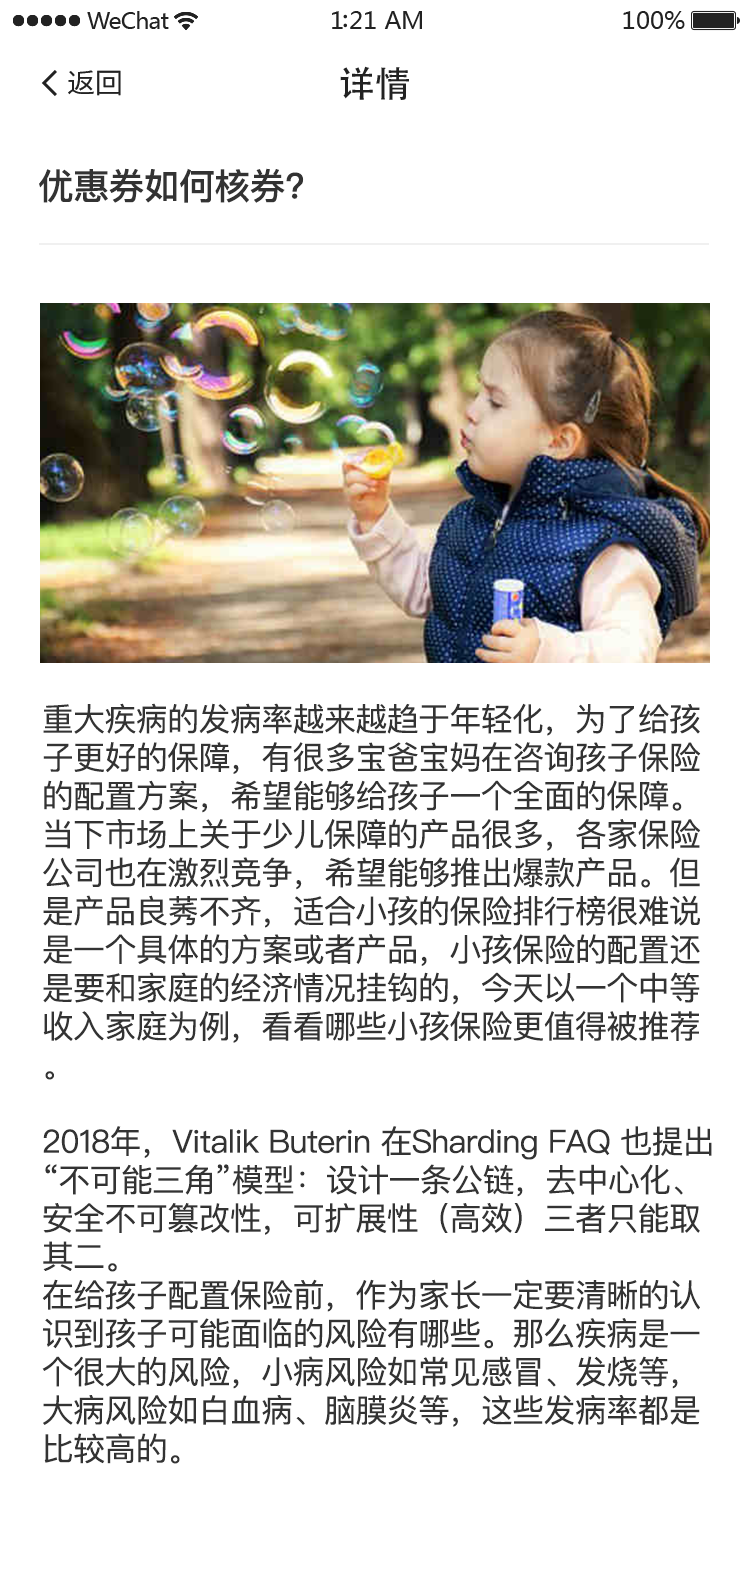 WeChat 1:21 AM 100%
返回 详情
优惠券如何核券?
重大疾病的发病率越来越趋于年轻化，为了给孩
子更好的保障，有很多宝爸宝妈在咨询孩子保险
的配置方案，希望能够给孩子一个全面的保障。
当下市场上关于少儿保障的产品很多，各家保险
公司也在激烈竞争，希望能够推出爆款产品。但
是产品良莠不齐，适合小孩的保险排行榜很难说
是一个具体的方案或者产品，小孩保险的配置还
是要和家庭的经济情况挂钩的，今天以一个中等
收入家庭为例，看看哪些小孩保险更值得被推荐
。
2018年，Vitalik Buterin 在Sharding FAQ 也提出
“不可能三角”模型：设计一条公链，去中心化、
安全不可篡改性，可扩展性（高效）三者只能取
其二。
在给孩子配置保险前，作为家长一定要清晰的认
识到孩子可能面临的风险有哪些。那么疾病是一
个很大的风险，小病风险如常见感冒、发烧等，
大病风险如白血病、脑膜炎等，这些发病率都是
比较高的。